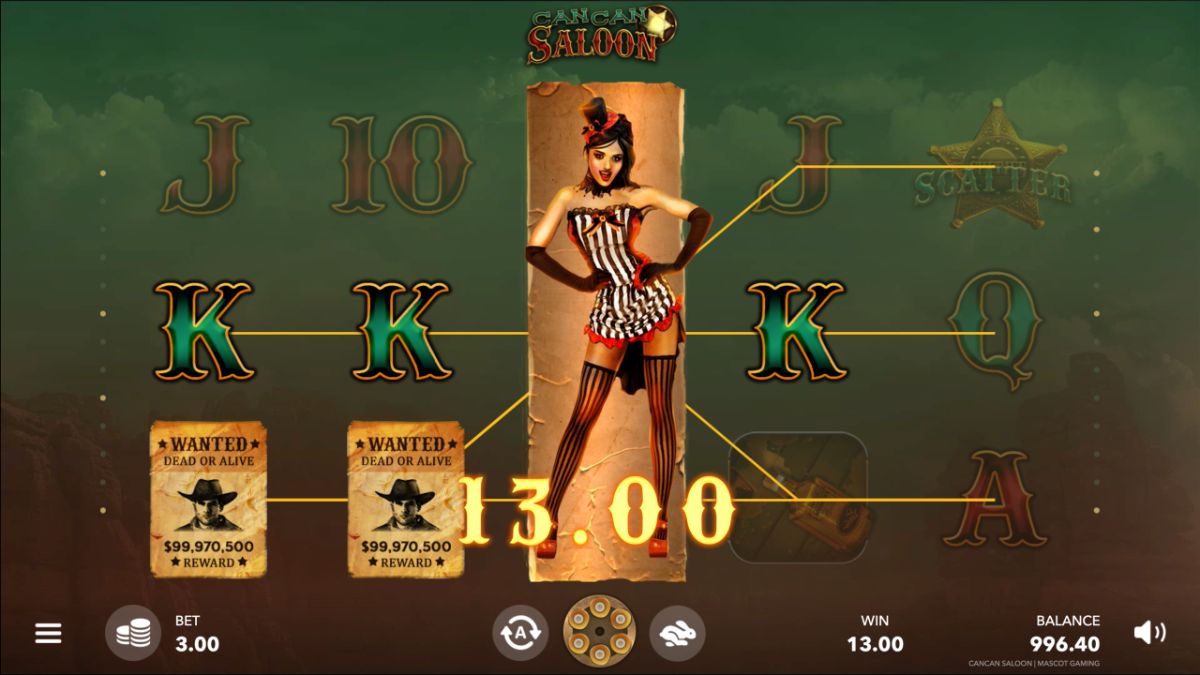 CANCAN
SALOON
J 10 J SCATTER
K K K Q
WANTED
DEAD OR ALIVE
$99,970,500
REWARD
WANTED
DEAD OR ALIVE
$99,970,500
REWARD
13.00
A
BET
3.00
A
WIN
13.00
BALANCE
996.40
CANCAN SALOON | MASCOT GAMING